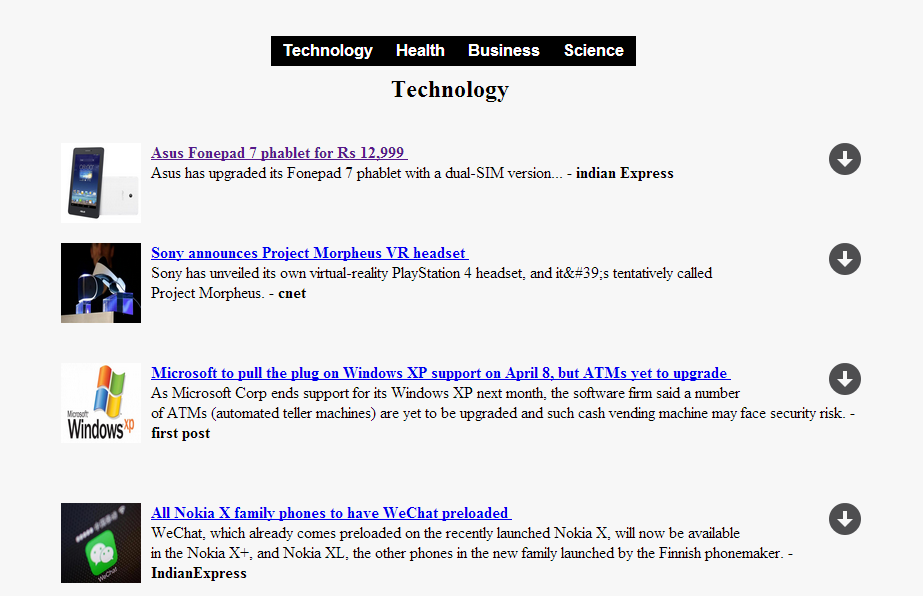 Technology Health Business Science
Technology
Asus Fonepad 7 phablet for Rs 12,999
Asus has upgraded its Fonepad 7 phablet with a dual-SIM version... - indian Express
Sony announces Project Morpheus VR headset
Sony has unveiled its own virtual-reality PlayStation 4 headset, and it&#39;s tentatively called
Project Morpheus. - cnet
Microsoft to pull the plug on Windows XP support on April 8, but ATMs yet to upgrade
As Microsoft Corp ends support for its Windows XP next month, the software firm said a number
of ATMs (automated teller machines) are yet to be upgraded and such cash vending machine may face security risk. -
first post
Microsoft
Windows xp
All Nokia X family phones to have WeChat preloaded
WeChat, which already comes preloaded on the recently launched Nokia X, will now be available
in the Nokia X+, and Nokia XL, the other phones in the new family launched by the Finnish phonemaker. -
IndianExpress
WeChat